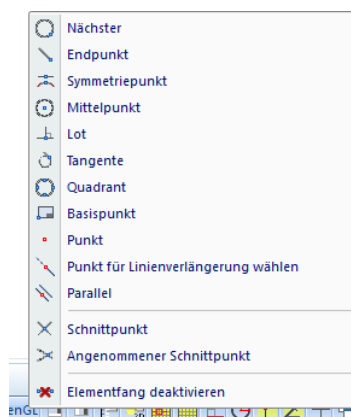 Nächster
Endpunkt
Symmetriepunkt
Mittelpunkt
Lot
Tangente
Quadrant
Basispunkt
Punkt
Punkt für Linienverlängerung wählen
Parallel
Schnittpunkt
Angenommener Schnittpunkt
Elementfang deaktivieren
enGL